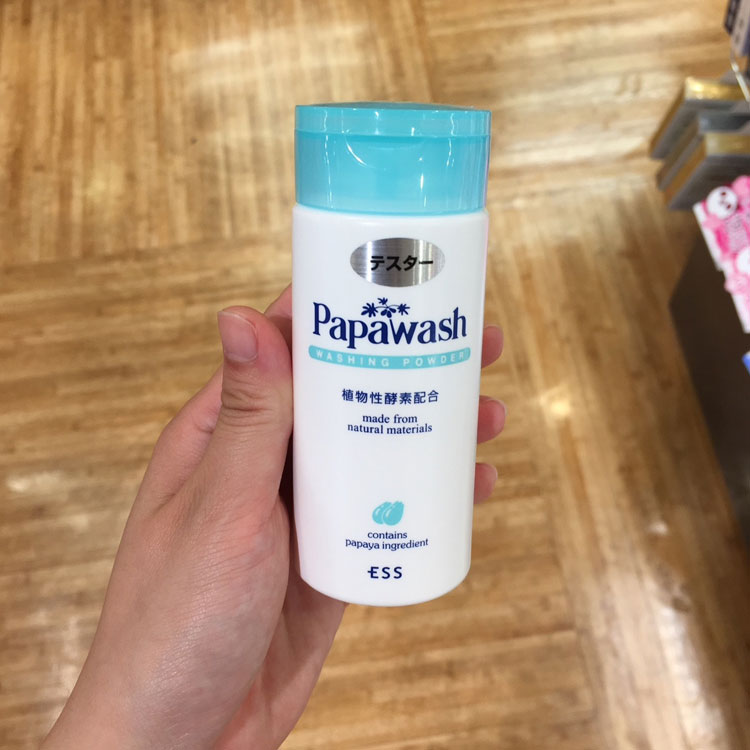 テスター
Papawash
WASHING POWDER
植物性酵素配合
made from
natural materials
contains
papaya ingredient
ESS